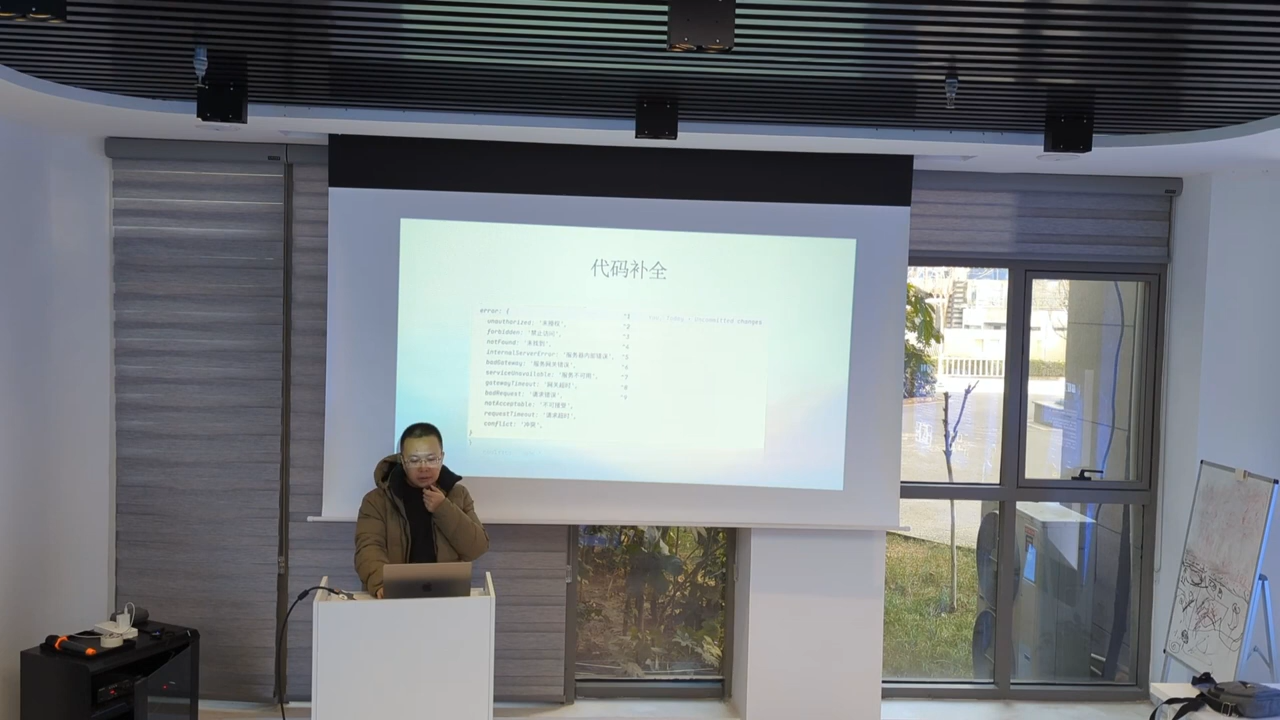 代码补全
error: {
unauthorized: '未授权',
forbidden: '禁止访问',
notFound: '未找到',
internalServerError: '服务器内部错误',
badGateway: '服务网关错误',
serviceUnavailable: '服务不可用',
gatewayTimeout: '网关超时',
badRequest: '请求错误',
notAcceptable: '不可接受',
requestTimeout: '请求超时',
conflict: '冲突',
}